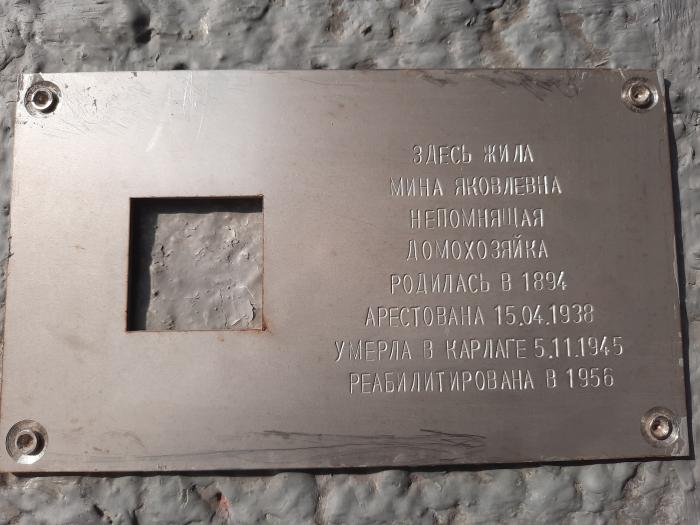 ЗДЕСЬ ЖИЛА
МИНА ЯКОВЛЕВНА
НЕПОМНЯЩАЯ
ДОМОХОЗЯЙКА
РОДИЛАСЬ В 1894
АРЕСТОВАНА 15.04.1938
УМЕРЛА В КАРЛАГЕ 5.11.1945
РЕАБИЛИТИРОВАНА В 1956